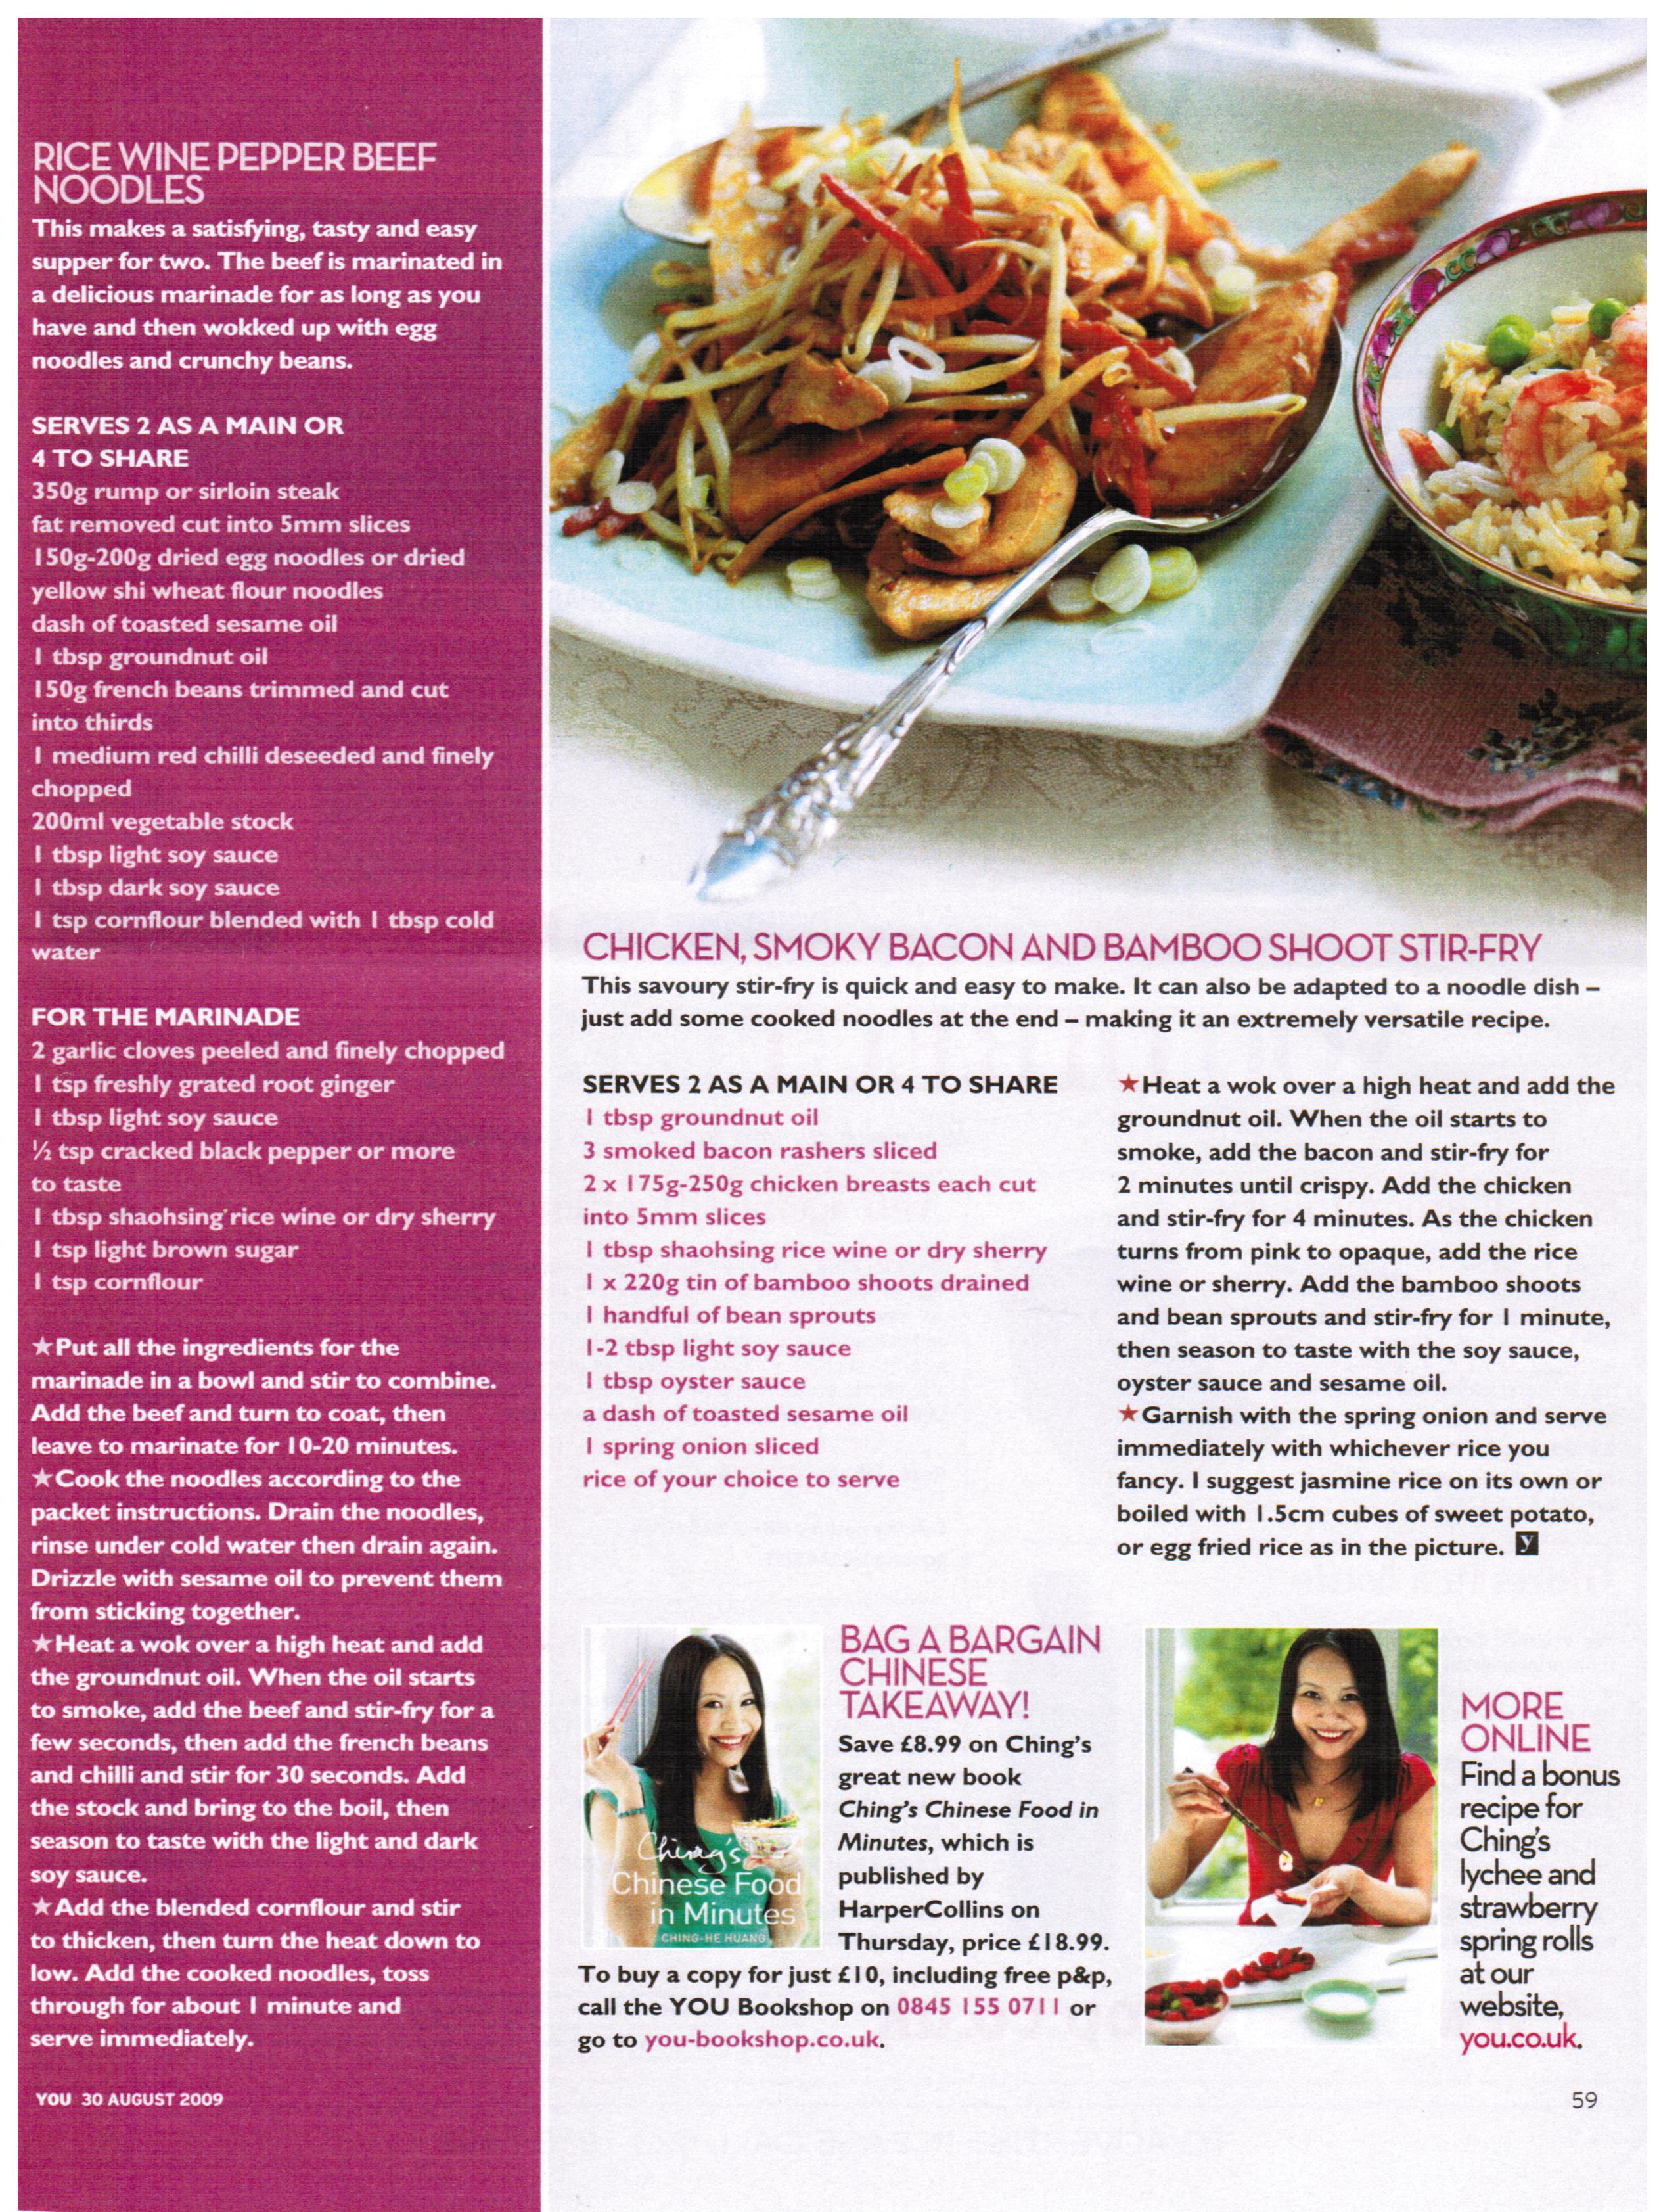 RICE WINE PEPPER BEEF
NOODLES
This makes a satisfying, tasty and easy
supper for two. The beef is marinated in
a delicious marinade for as long as you
have and then wokked up with egg
noodles and crunchy beans.
SERVES 2 AS A MAIN OR
4 TO SHARE
350g rump or sirloin steak
fat removed cut into 5mm slices
150g-200g dried egg noodles or dried
yellow shi wheat flour noodles
dash of toasted sesame oil
1 tbsp groundnut oil
150g french beans trimmed and cut
into thirds
1 medium red chilli deseeded and finely
chopped
200ml vegetable stock
1 tbsp light soy sauce
1 tbsp dark soy sauce
1 tsp cornflour blended with 1 tbsp cold
water
FOR THE MARINADE
2 garlic cloves peeled and finely chopped
1 tsp freshly grated root ginger
1 tbsp light soy sauce
½ tsp cracked black pepper or more
to taste
1 tbsp shaohsing rice wine or dry sherry
1 tsp light brown sugar
1 tsp cornflour
★Put all the ingredients for the
marinade in a bowl and stir to combine.
Add the beef and turn to coat, then
leave to marinate for 10-20 minutes.
★Cook the noodles according to the
packet instructions. Drain the noodles,
rinse under cold water then drain again.
Drizzle with sesame oil to prevent them
from sticking together.
★Heat a wok over a high heat and add
the groundnut oil. When the oil starts
to smoke, add the beef and stir-fry for a
few seconds, then add the french beans
and chilli and stir for 30 seconds. Add
the stock and bring to the boil, then
season to taste with the light and dark
soy sauce.
★Add the blended cornflour and stir
to thicken, then turn the heat down to
low. Add the cooked noodles, toss
through for about 1 minute and
serve immediately.
CHICKEN, SMOKY BACON AND BAMBOO SHOOT STIR-FRY
This savoury stir-fry is quick and easy to make. It can also be adapted to a noodle dish –
just add some cooked noodles at the end – making it an extremely versatile recipe.
SERVES 2 AS A MAIN OR 4 TO SHARE
1 tbsp groundnut oil
3 smoked bacon rashers sliced
2 x 175g-250g chicken breasts each cut
into 5mm slices
1 tbsp shaohsing rice wine or dry sherry
1 x 220g tin of bamboo shoots drained
1 handful of bean sprouts
1-2 tbsp light soy sauce
1 tbsp oyster sauce
a dash of toasted sesame oil
1 spring onion sliced
rice of your choice to serve
★Heat a wok over a high heat and add the
groundnut oil. When the oil starts to
smoke, add the bacon and stir-fry for
2 minutes until crispy. Add the chicken
and stir-fry for 4 minutes. As the chicken
turns from pink to opaque, add the rice
wine or sherry. Add the bamboo shoots
and bean sprouts and stir-fry for 1 minute,
then season to taste with the soy sauce,
oyster sauce and sesame oil.
★Garnish with the spring onion and serve
immediately with whichever rice you
fancy. I suggest jasmine rice on its own or
boiled with 1.5cm cubes of sweet potato,
or egg fried rice as in the picture. y
Ching's
Chinese Food
in Minutes
CHING-HE HUANG
BAG A BARGAIN
CHINESE
TAKEAWAY!
Save £8.99 on Ching's
great new book
Ching's Chinese Food in
Minutes, which is
published by
HarperCollins on
Thursday, price £18.99.
To buy a copy for just £10, including free p&p,
call the YOU Bookshop on 0845 155 0711 or
go to you-bookshop.co.uk.
MORE
ONLINE
Find a bonus
recipe for
Ching's
lychee and
strawberry
spring rolls
at our
website,
you.co.uk.
YOU 30 AUGUST 2009
59